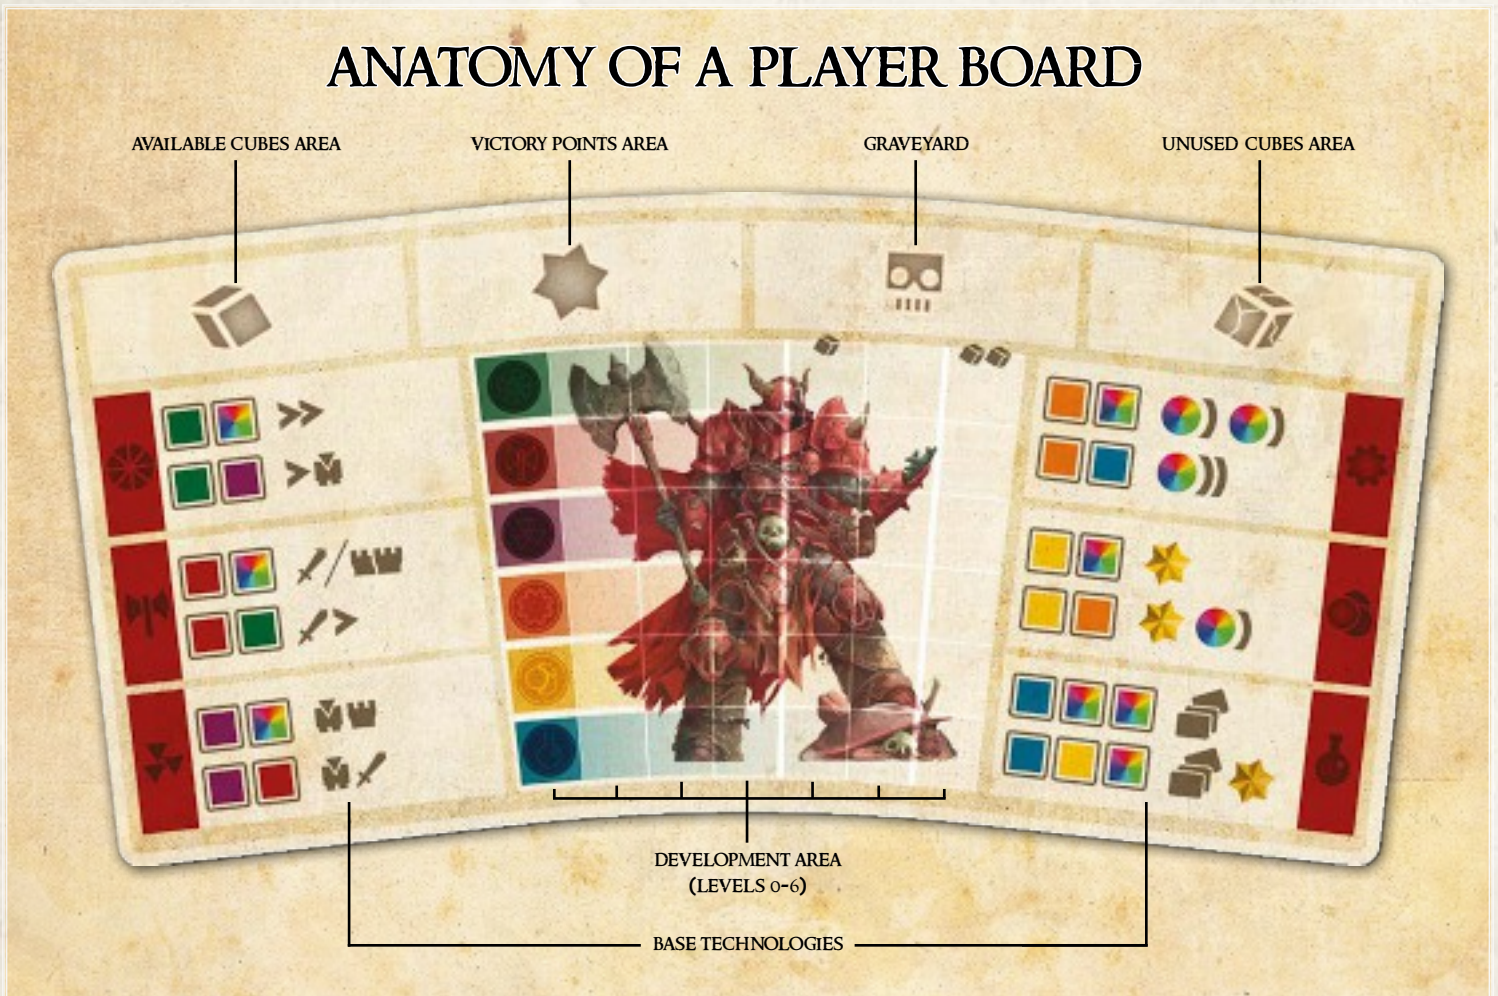 ANATOMY OF A PLAYER BOARD
AVAILABLE CUBES AREA
VICTORY POINTS AREA
GRAVEYARD
UNUSED CUBES AREA
DEVELOPMENT AREA
(LEVELS 0-6)
BASE TECHNOLOGIES